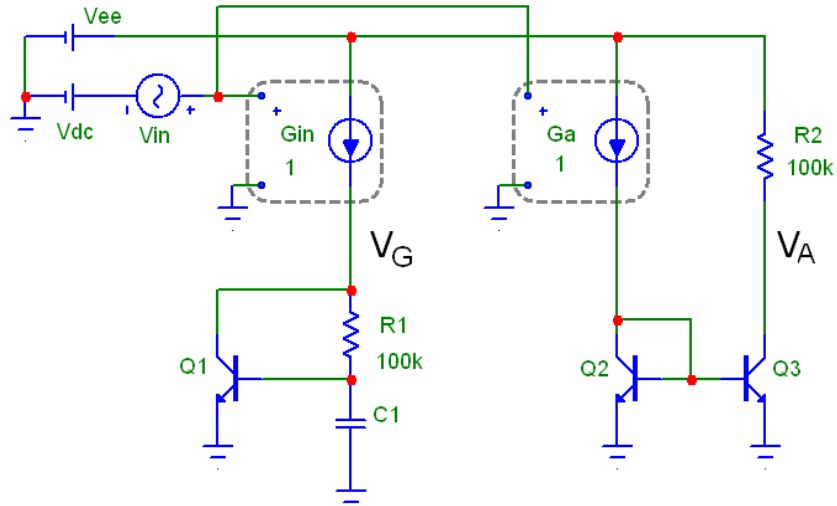 Vee
Vdc
Vin
+
Gin
1
+
Ga
1
R2
100k
VG
VA
R1
100k
Q1
C1
Q2
Q3